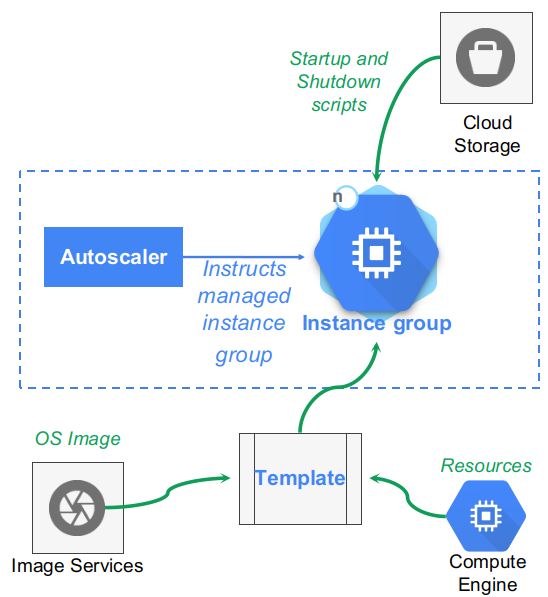 Startup and
Shutdown
scripts
Cloud
Storage
n
Autoscaler
Instructs
managed
instance
group
Instance group
OS Image
Template
Resources
Image Services
Compute
Engine